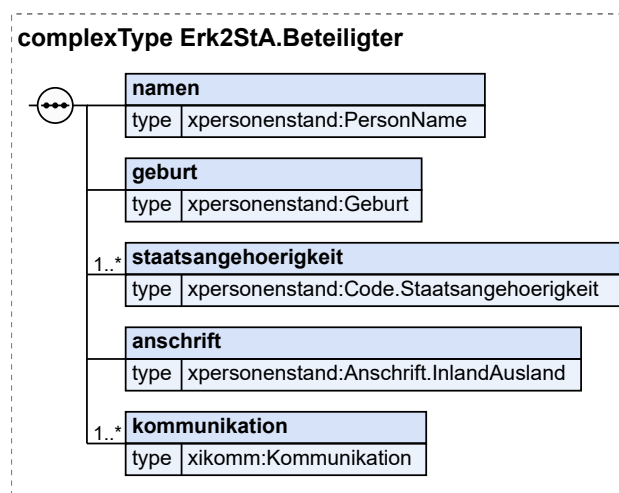 complexType Erk2StA.Beteiligter
namen
type xpersonenstand:PersonName
geburt
type xpersonenstand:Geburt
1..* staatsangehoerigkeit
type xpersonenstand:Code.Staatsangehoerigkeit
anschrift
type xpersonenstand:Anschrift.InlandAusland
1..* kommunikation
type xikomm:Kommunikation